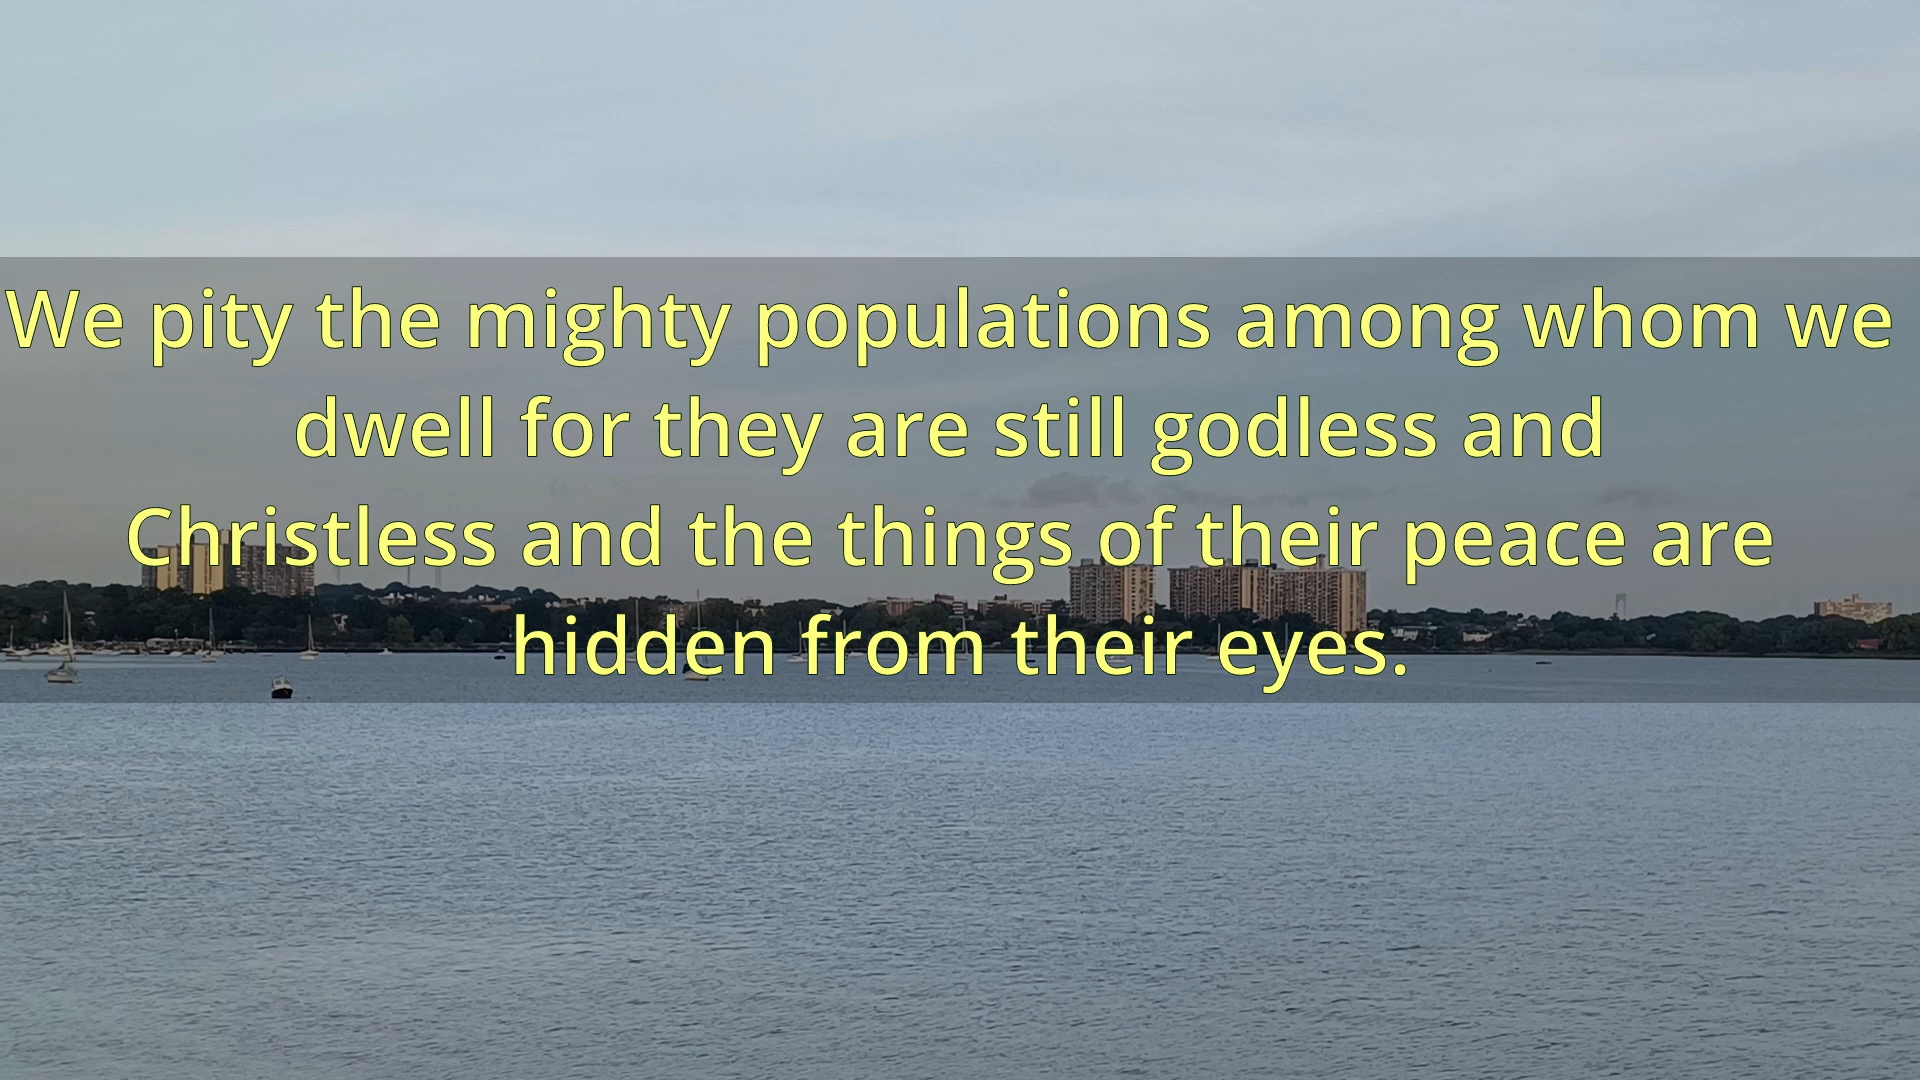 We pity the mighty populations among whom we
dwell for they are still godless and
Christless and the things of their peace are
hidden from their eyes.